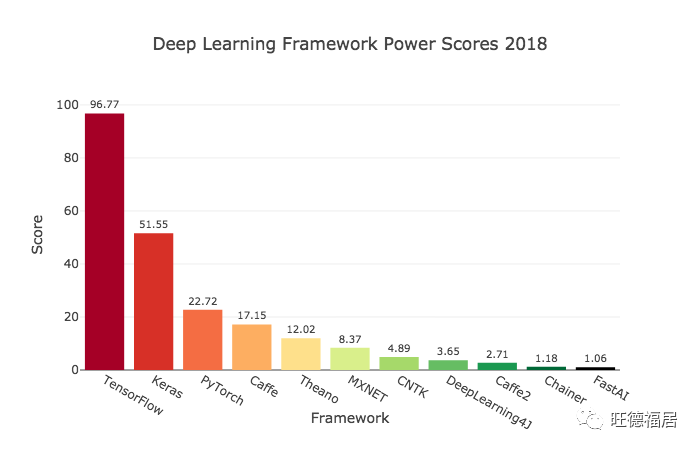 Deep Learning Framework Power Scores 2018
100
80
60
40
20
0
Score
96.77
51.55
22.72
17.15
12.02
8.37
4.89
3.65
2.71
1.18
1.06
TensorFlow
Keras
PyTorch
Caffe
Theano
MXNET
CNTK
DeepLearning4J
Caffe2
Chainer
FastAI
Framework
旺德福居